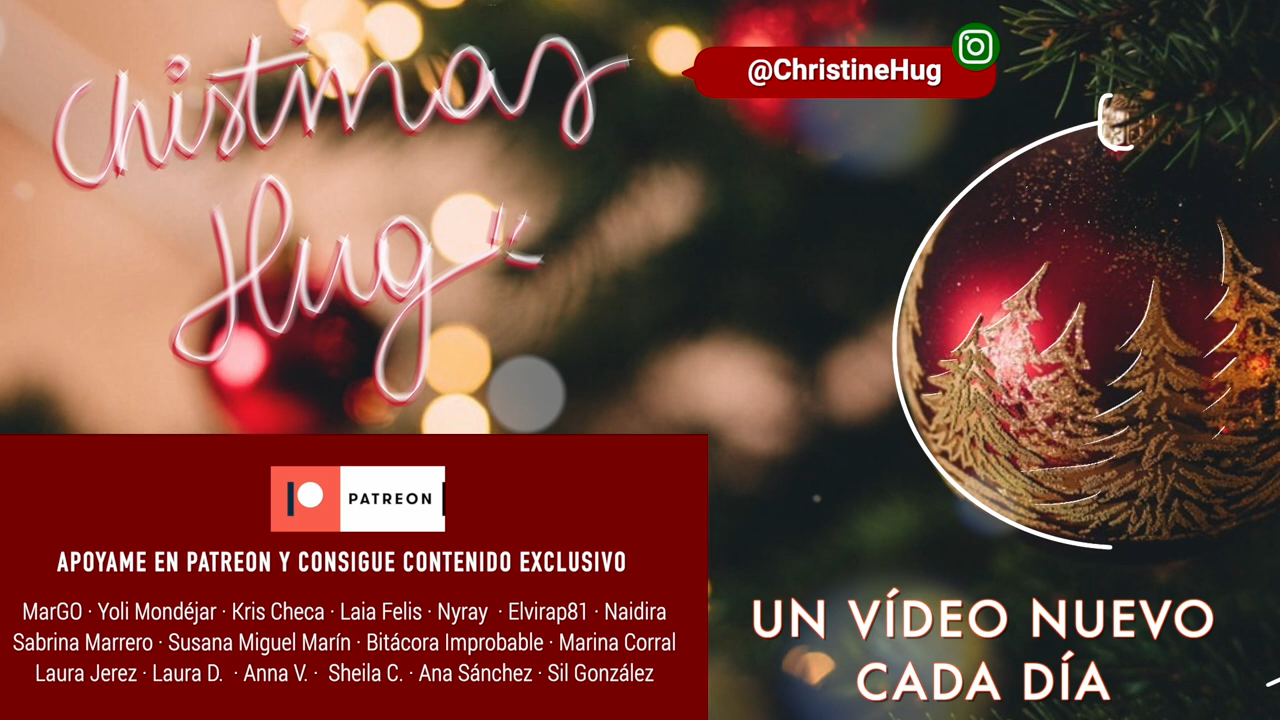 Chistmas
Hug
@ChristineHug
PATREON
APOYAME EN PATREON Y CONSIGUE CONTENIDO EXCLUSIVO
MarGO · Yoli Mondéjar · Kris Checa · Laia Felis · Nyray · Elvirap81 · Naidira
Sabrina Marrero · Susana Miguel Marín · Bitácora Improbable · Marina Corral
Laura Jerez · Laura D. · Anna V. · Sheila C. · Ana Sánchez · Sil González
UN VÍDEO NUEVO
CADA DÍA